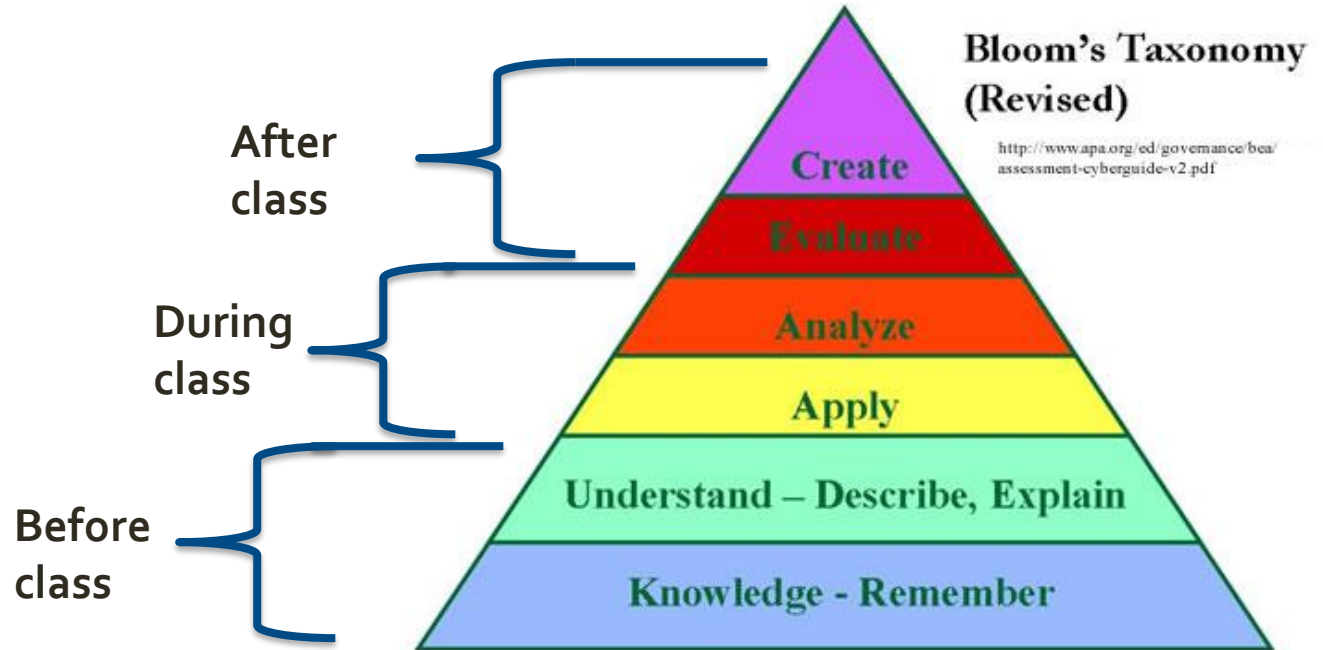 Bloom's Taxonomy
(Revised)
http://www.apa.org/ed/governance/bea/
assessment-cyberguide-v2.pdf
After
class
During
class
Before
class
Create
Evaluate
Analyze
Apply
Understand – Describe, Explain
Knowledge - Remember